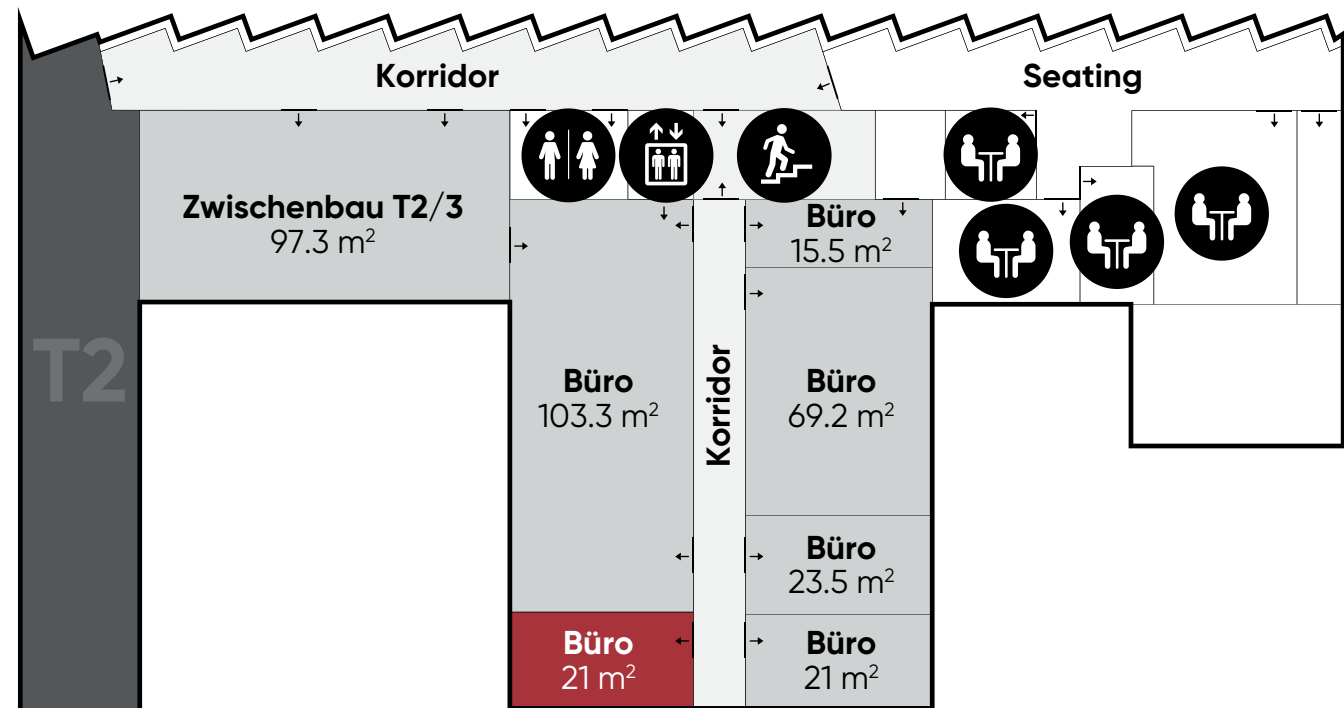 Korridor
Seating
Zwischenbau T2/3
97.3 m²
Büro
15.5 m²
T2
Büro
103.3 m²
Korridor
Büro
69.2 m²
Büro
23.5 m²
Büro
21 m²
Büro
21 m²